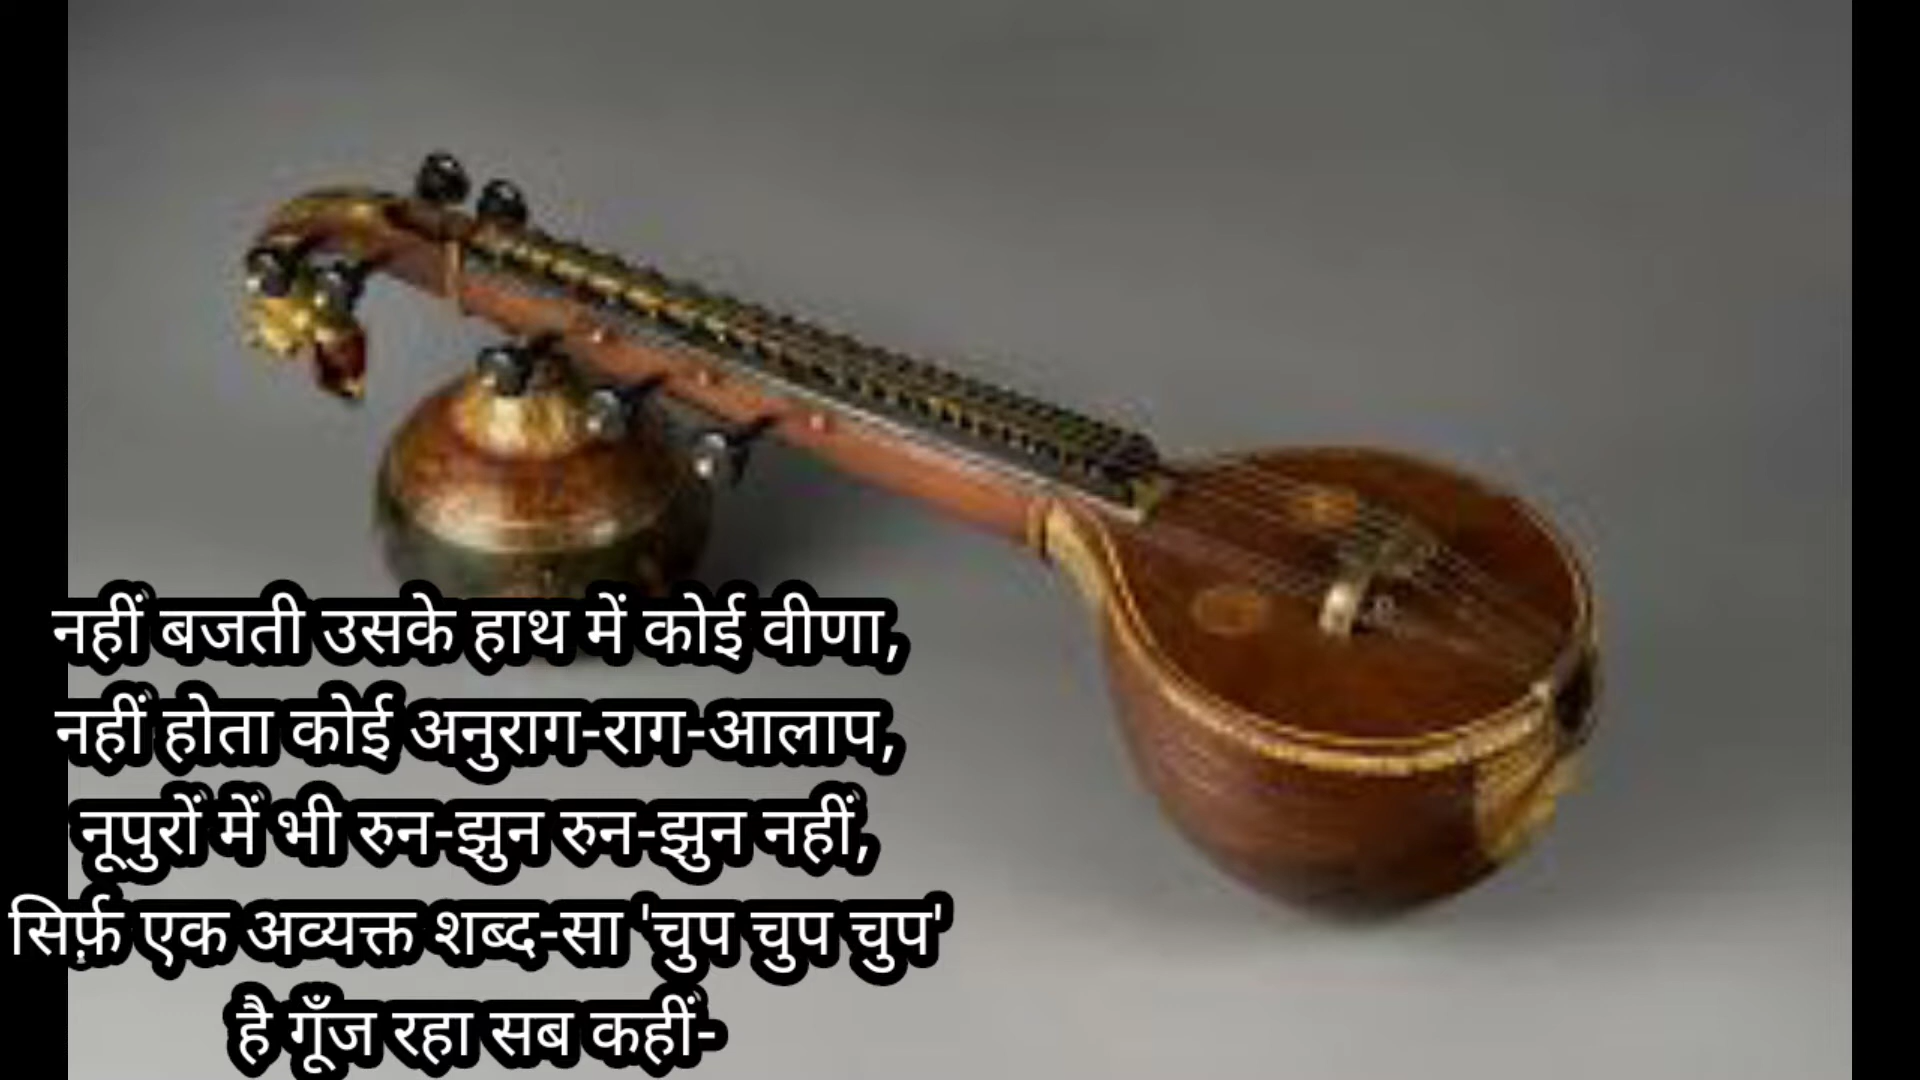 नहीं बजती उसके हाथ में कोई वीणा,
नहीं होता कोई अनुराग-राग-आलाप,
नूपुरों में भी रुन-झुन रुन-झुन नहीं,
सिर्फ़ एक अव्यक्त शब्द-सा 'चुप चुप चुप'
है गूँज रहा सब कहीं-